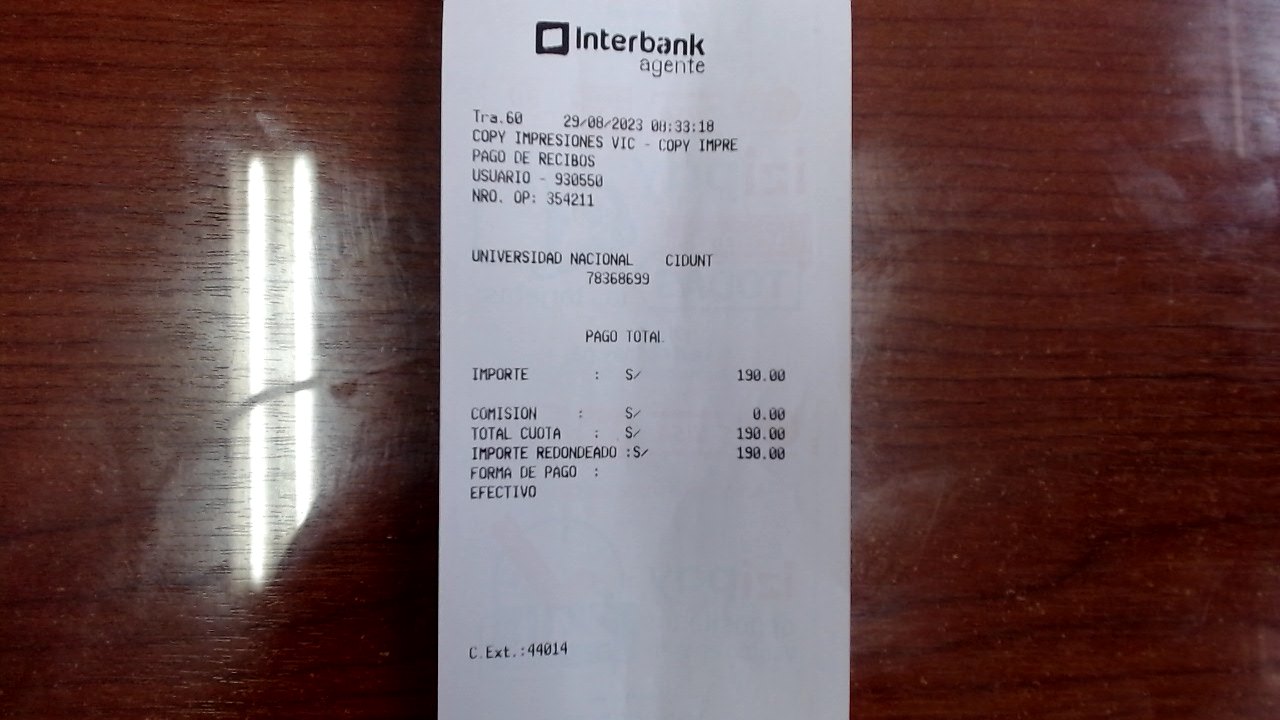 Interbank
agente
Tra.60 29/08/2023 08:33:18
COPY IMPRESIONES VIC - COPY IMPRE
PAGO DE RECIBOS
USUARIO - 930550
NRO. OP: 354211
UNIVERSIDAD NACIONAL CIDUNT
78368699
PAGO TOTAL
IMPORTE : S/ 190.00
COMISION : S/ 0.00
TOTAL CUOTA : S/ 190.00
IMPORTE REDONDEADO :S/ 190.00
FORMA DE PAGO :
EFECTIVO
izipay
C.Ext.:44014